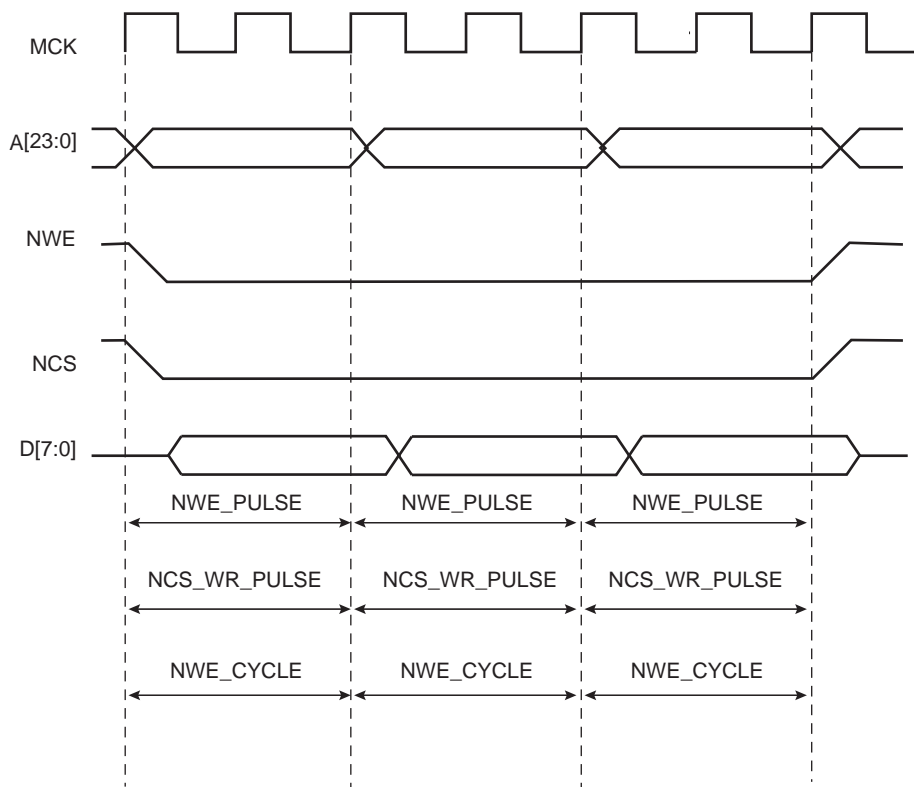 MCK
A[23:0]
NWE
NCS
D[7:0]
NWE_PULSE NWE_PULSE NWE_PULSE
NCS_WR_PULSE NCS_WR_PULSE NCS_WR_PULSE
NWE_CYCLE NWE_CYCLE NWE_CYCLE